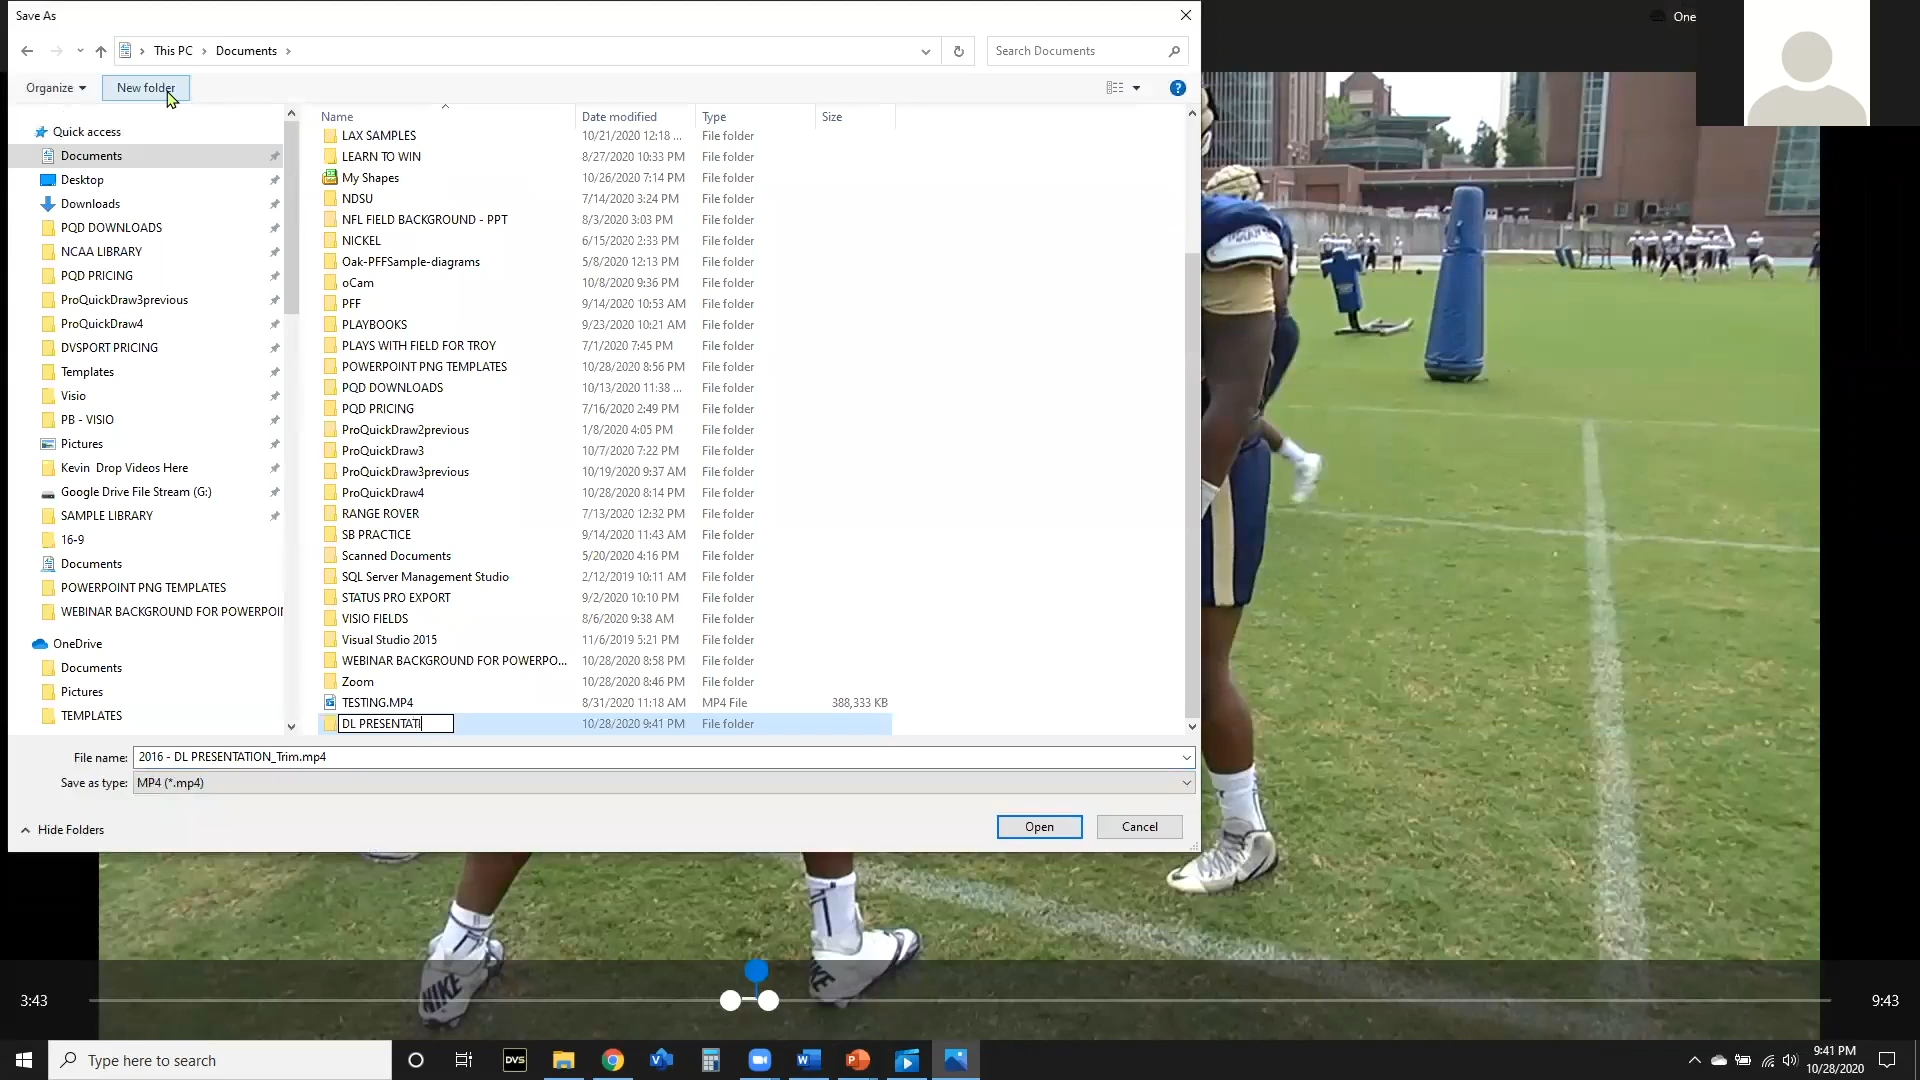 Save As
One
This PC > Documents >
Search Documents
Organize
New folder
Name
Date modified
Type
Size
Quick access
Documents
Desktop
Downloads
PQD DOWNLOADS
NCAA LIBRARY
PQD PRICING
ProQuickDraw3previous
ProQuickDraw4
DVSPORT PRICING
Templates
Visio
PB - VISIO
Pictures
Kevin Drop Videos Here
Google Drive File Stream (G:)
SAMPLE LIBRARY
16-9
Documents
POWERPOINT PNG TEMPLATES
WEBINAR BACKGROUND FOR POWERPOI
OneDrive
Documents
Pictures
TEMPLATES
LAX SAMPLES 10/21/2020 12:18 ... File folder
LEARN TO WIN 8/27/2020 10:33 PM File folder
My Shapes 10/26/2020 7:14 PM File folder
NDSU 7/14/2020 3:24 PM File folder
NFL FIELD BACKGROUND - PPT 8/3/2020 3:03 PM File folder
NICKEL 6/15/2020 2:33 PM File folder
Oak-PFFSample-diagrams 5/8/2020 12:13 PM File folder
oCam 10/8/2020 9:36 PM File folder
PFF 9/14/2020 10:53 AM File folder
PLAYBOOKS 9/23/2020 10:21 AM File folder
PLAYS WITH FIELD FOR TROY 7/1/2020 7:45 PM File folder
POWERPOINT PNG TEMPLATES 10/28/2020 8:56 PM File folder
PQD DOWNLOADS 10/13/2020 11:38 ... File folder
PQD PRICING 7/16/2020 2:49 PM File folder
ProQuickDraw2previous 1/8/2020 4:05 PM File folder
ProQuickDraw3 10/7/2020 7:22 PM File folder
ProQuickDraw3previous 10/19/2020 9:37 AM File folder
ProQuickDraw4 10/28/2020 8:14 PM File folder
RANGE ROVER 7/13/2020 12:32 PM File folder
SB PRACTICE 9/14/2020 11:43 AM File folder
Scanned Documents 5/20/2020 4:16 PM File folder
SQL Server Management Studio 2/12/2019 10:11 AM File folder
STATUS PRO EXPORT 9/2/2020 10:10 PM File folder
VISIO FIELDS 8/6/2020 9:38 AM File folder
Visual Studio 2015 11/6/2019 5:21 PM File folder
WEBINAR BACKGROUND FOR POWERPO... 10/28/2020 8:58 PM File folder
Zoom 10/28/2020 8:46 PM File folder
TESTING.MP4 8/31/2020 11:18 AM MP4 File 388,333 KB
DL PRESENTATI 10/28/2020 9:41 PM File folder
File name: 2016 - DL PRESENTATION_Trim.mp4
Save as type: MP4 (*.mp4)
Hide Folders
Open
Cancel
NIKE
NIKE
3:43
9:43
Type here to search
DVS
9:41 PM
10/28/2020